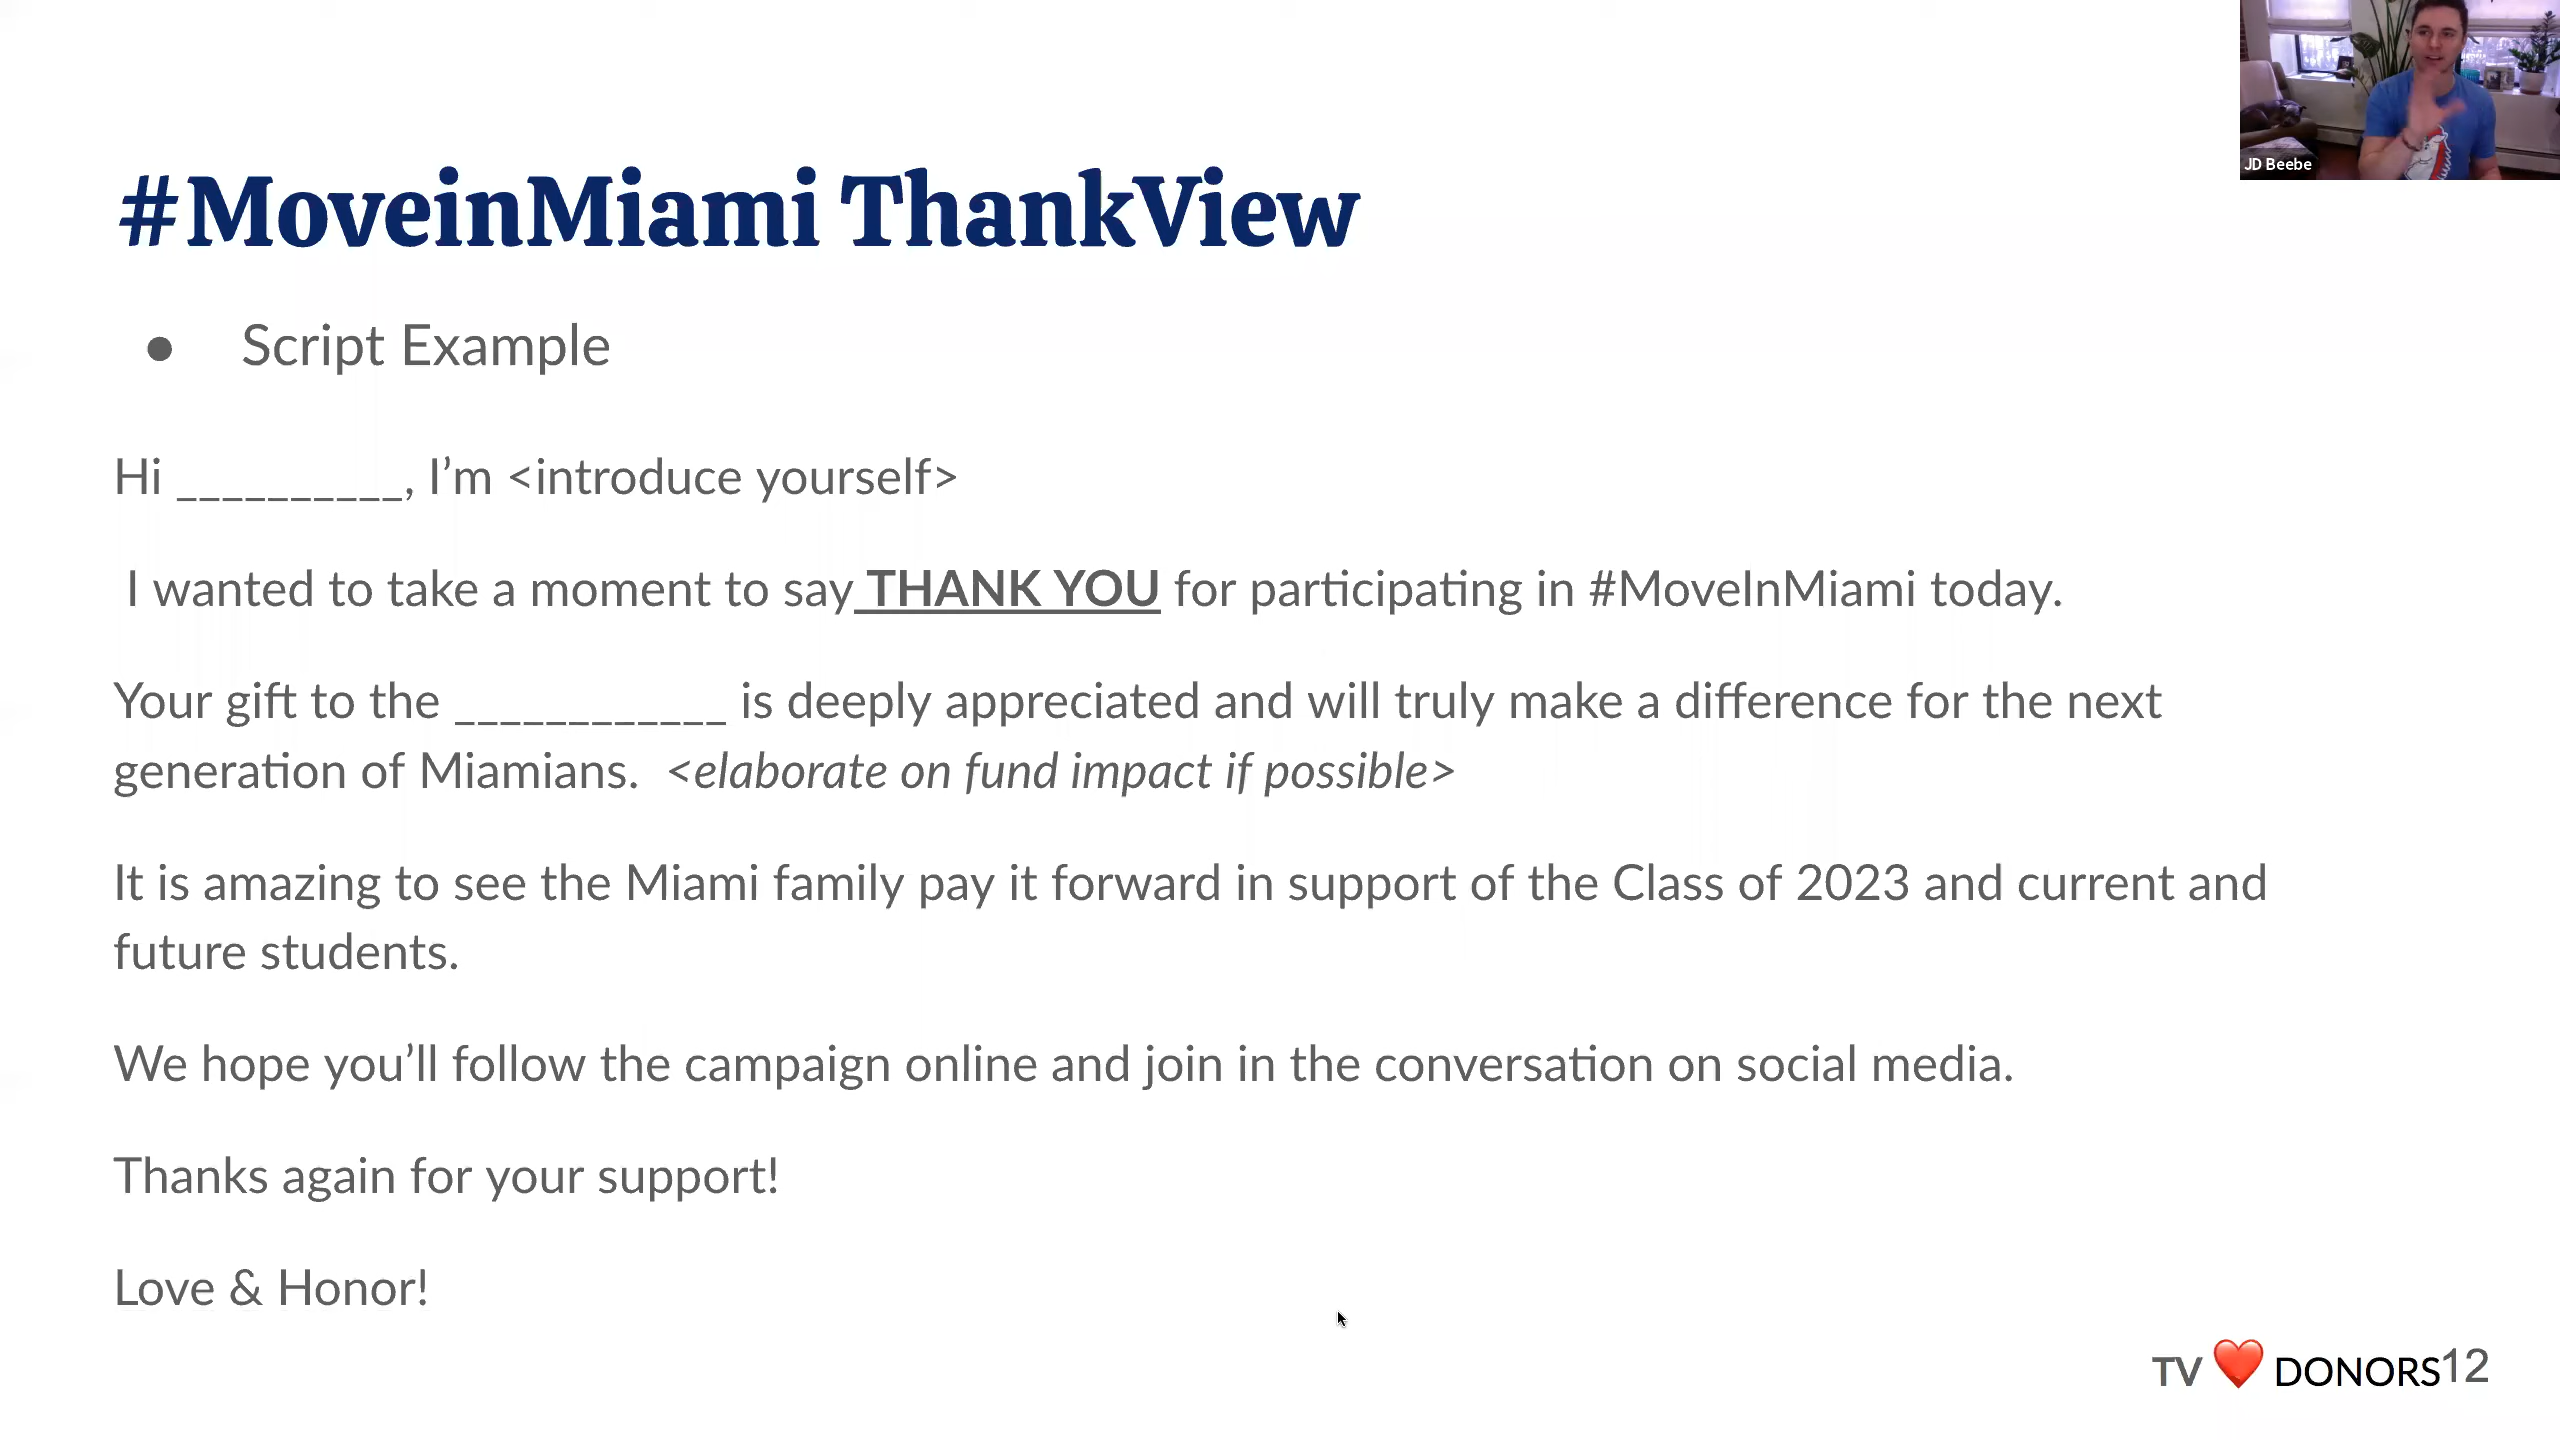 JD Beebe
#MoveinMiami ThankView
● Script Example
Hi __________, I’m <introduce yourself>
I wanted to take a moment to say THANK YOU for participating in #MoveInMiami today.
Your gift to the ____________ is deeply appreciated and will truly make a difference for the next
generation of Miamians. <elaborate on fund impact if possible>
It is amazing to see the Miami family pay it forward in support of the Class of 2023 and current and
future students.
We hope you’ll follow the campaign online and join in the conversation on social media.
Thanks again for your support!
Love & Honor!
TV ❤️ DONORS12